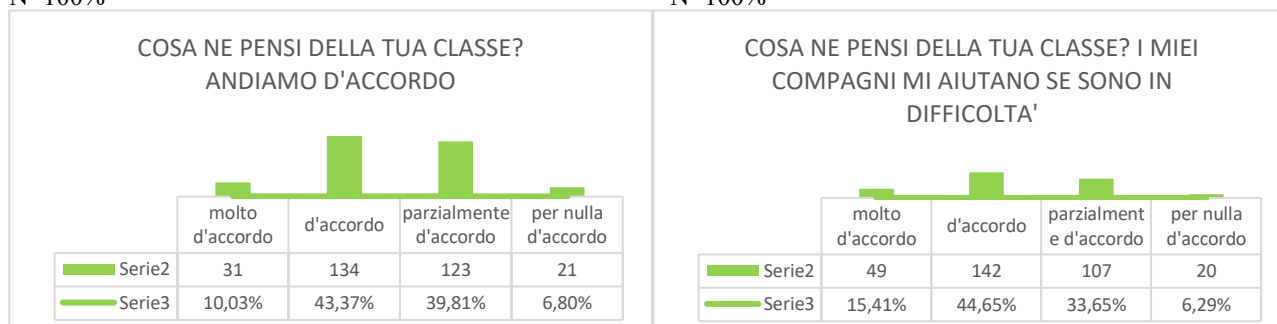 N=100%
N=100%
COSA NE PENSI DELLA TUA CLASSE?
ANDIAMO D'ACCORDO
molto
d'accordo
d'accordo
parzialmente
d'accordo
per nulla
d'accordo
Serie2 31 134 123 21
Serie3 10,03% 43,37% 39,81% 6,80%
COSA NE PENSI DELLA TUA CLASSE? I MIEI
COMPAGNI MI AIUTANO SE SONO IN
DIFFICOLTA'
molto
d'accordo
d'accordo
parzialment
e d'accordo
per nulla
d'accordo
Serie2 49 142 107 20
Serie3 15,41% 44,65% 33,65% 6,29%